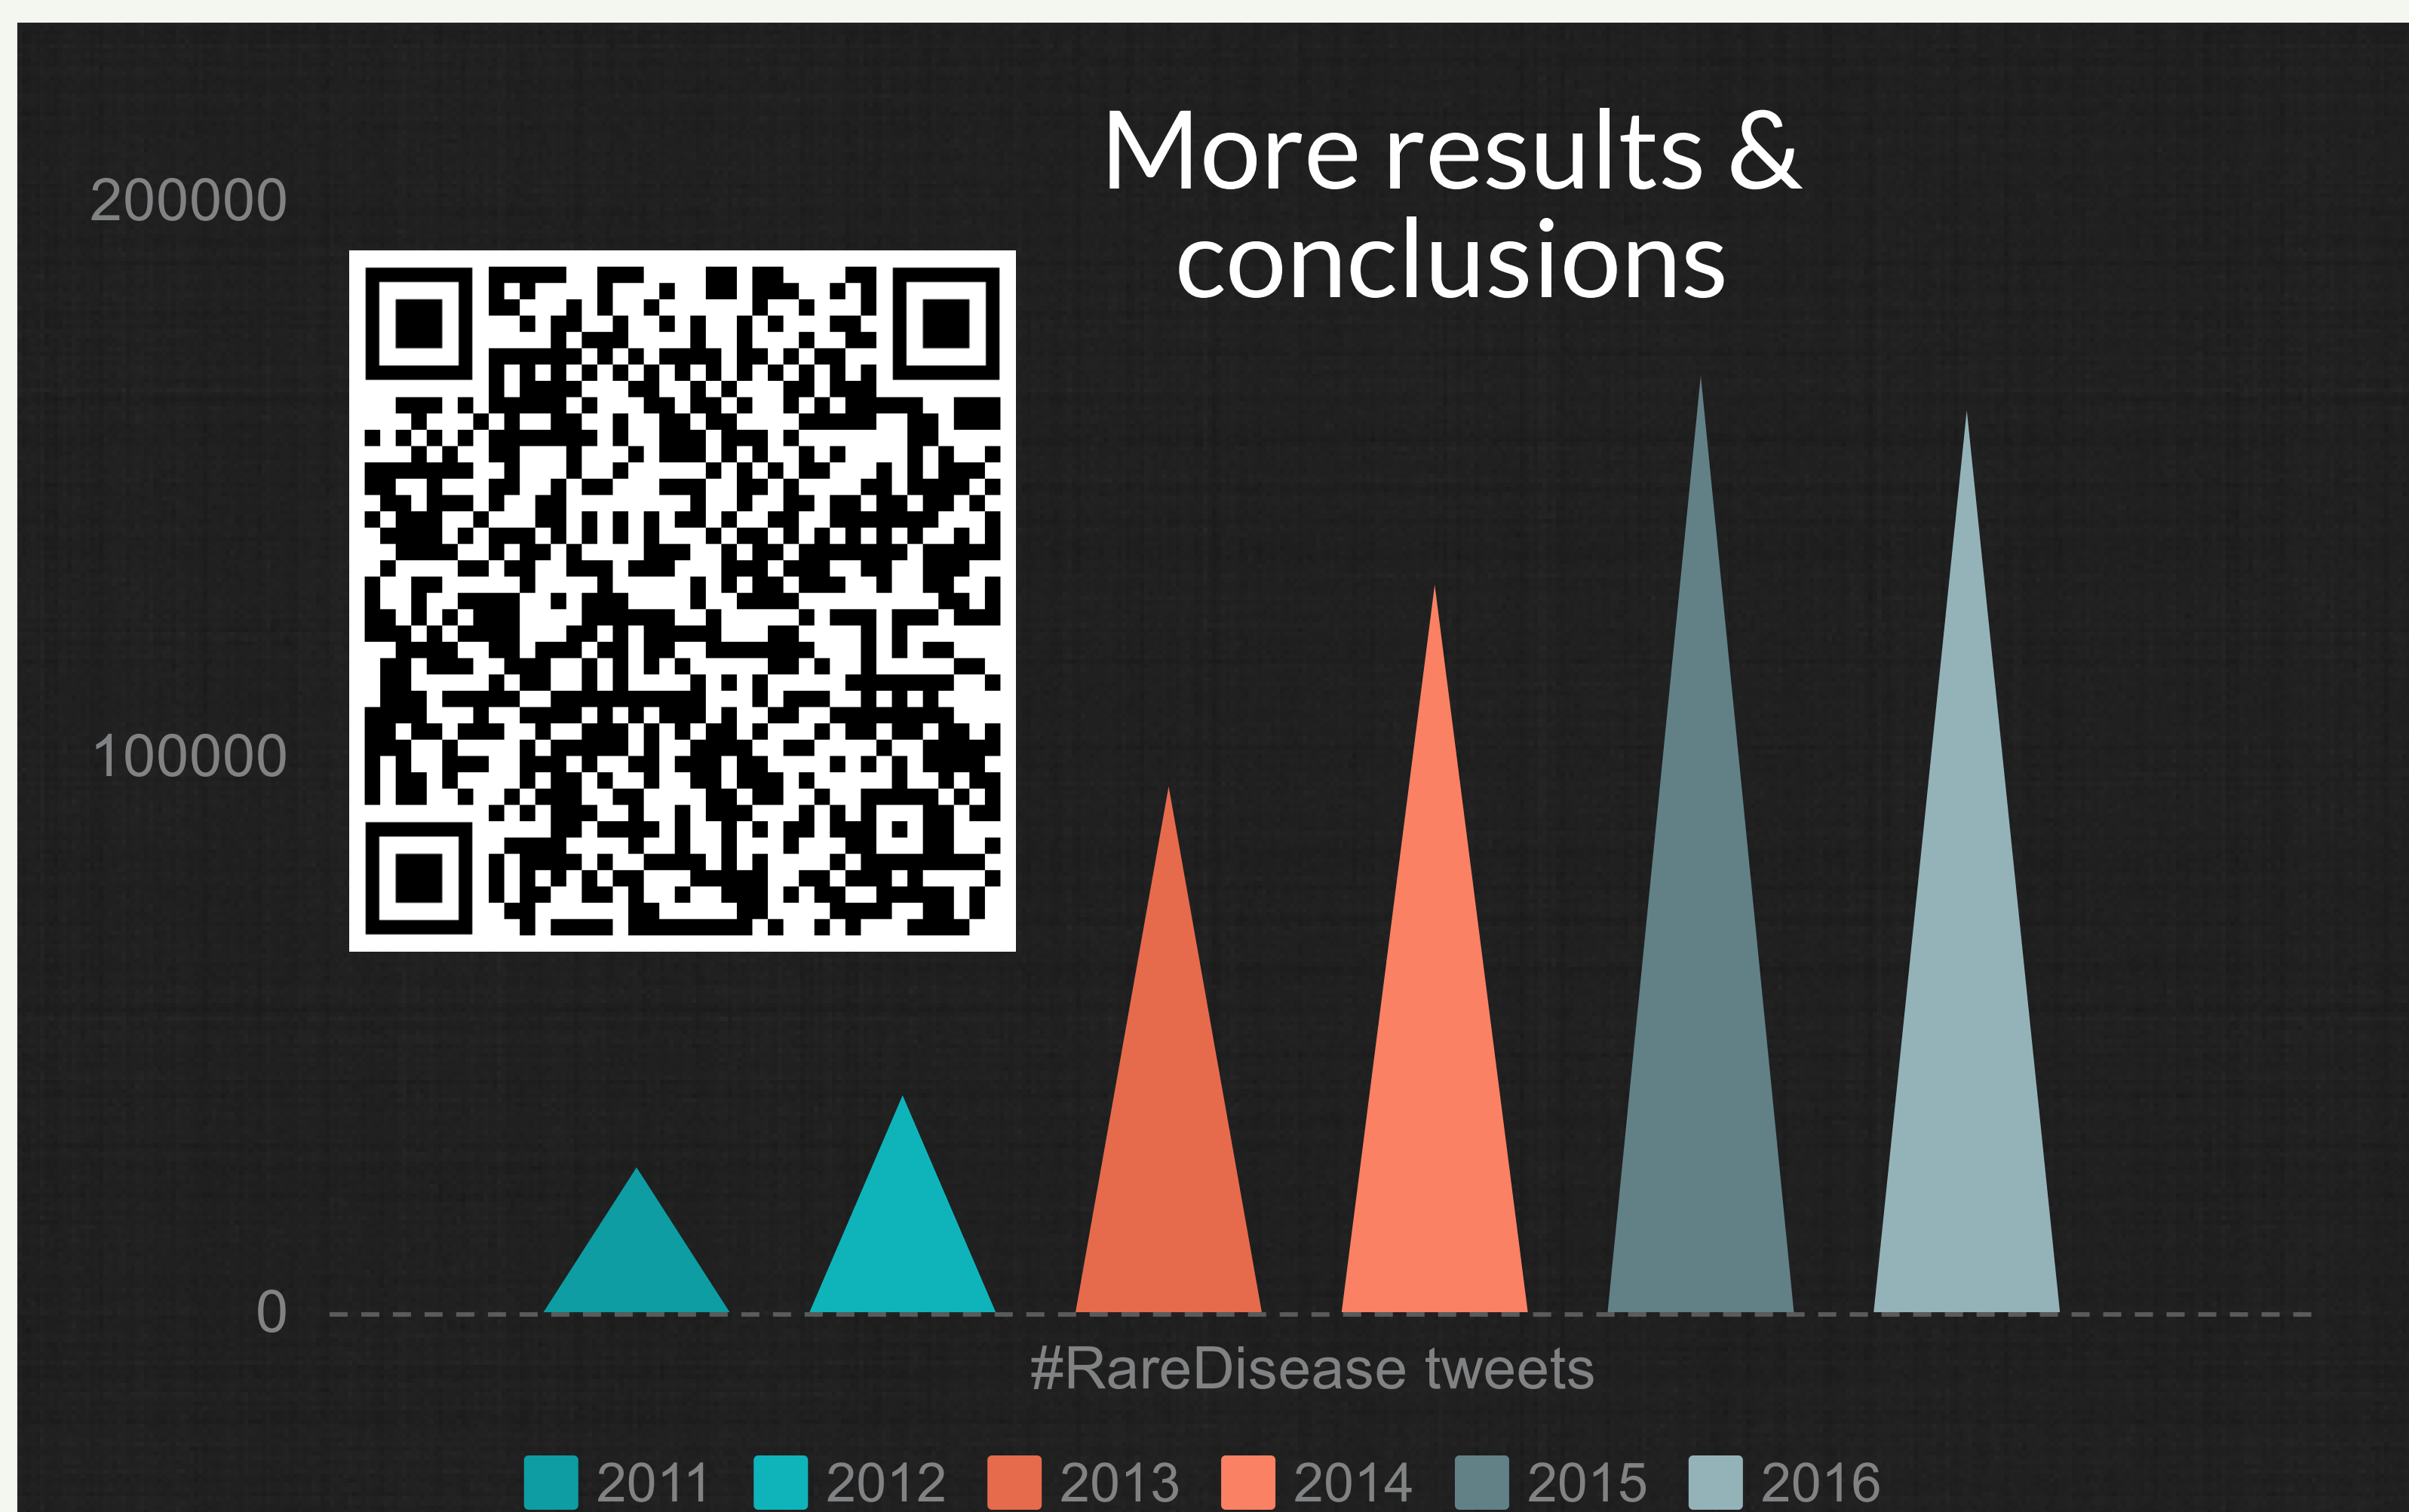 More results &
conclusions
200000
100000
0
#RareDisease tweets
2011 2012 2013 2014 2015 2016